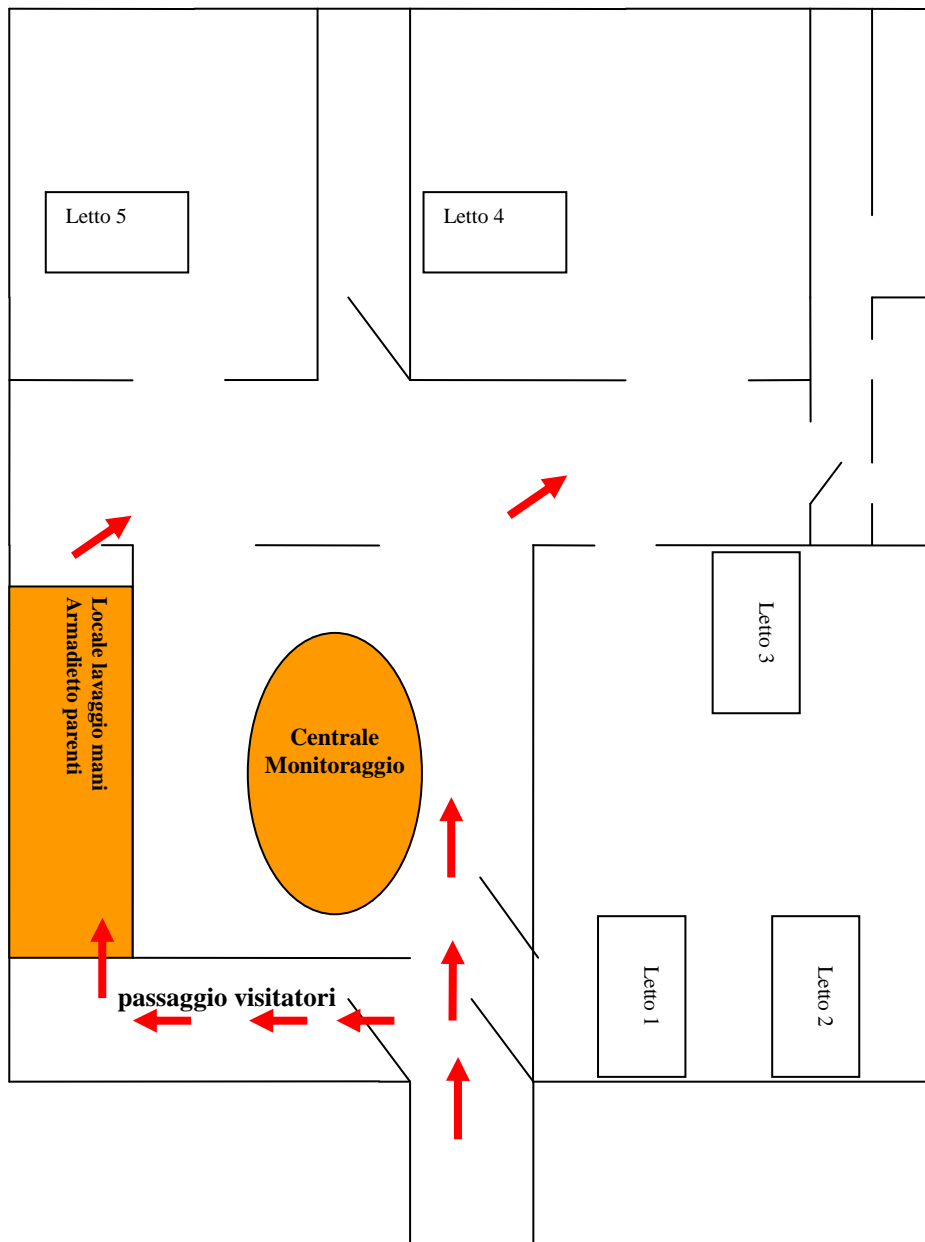 Letto 5
Letto 4
Locale lavaggio mani
Armadietto parenti
Letto 3
Centrale
Monitoraggio
passaggio visitatori
Letto 1
Letto 2